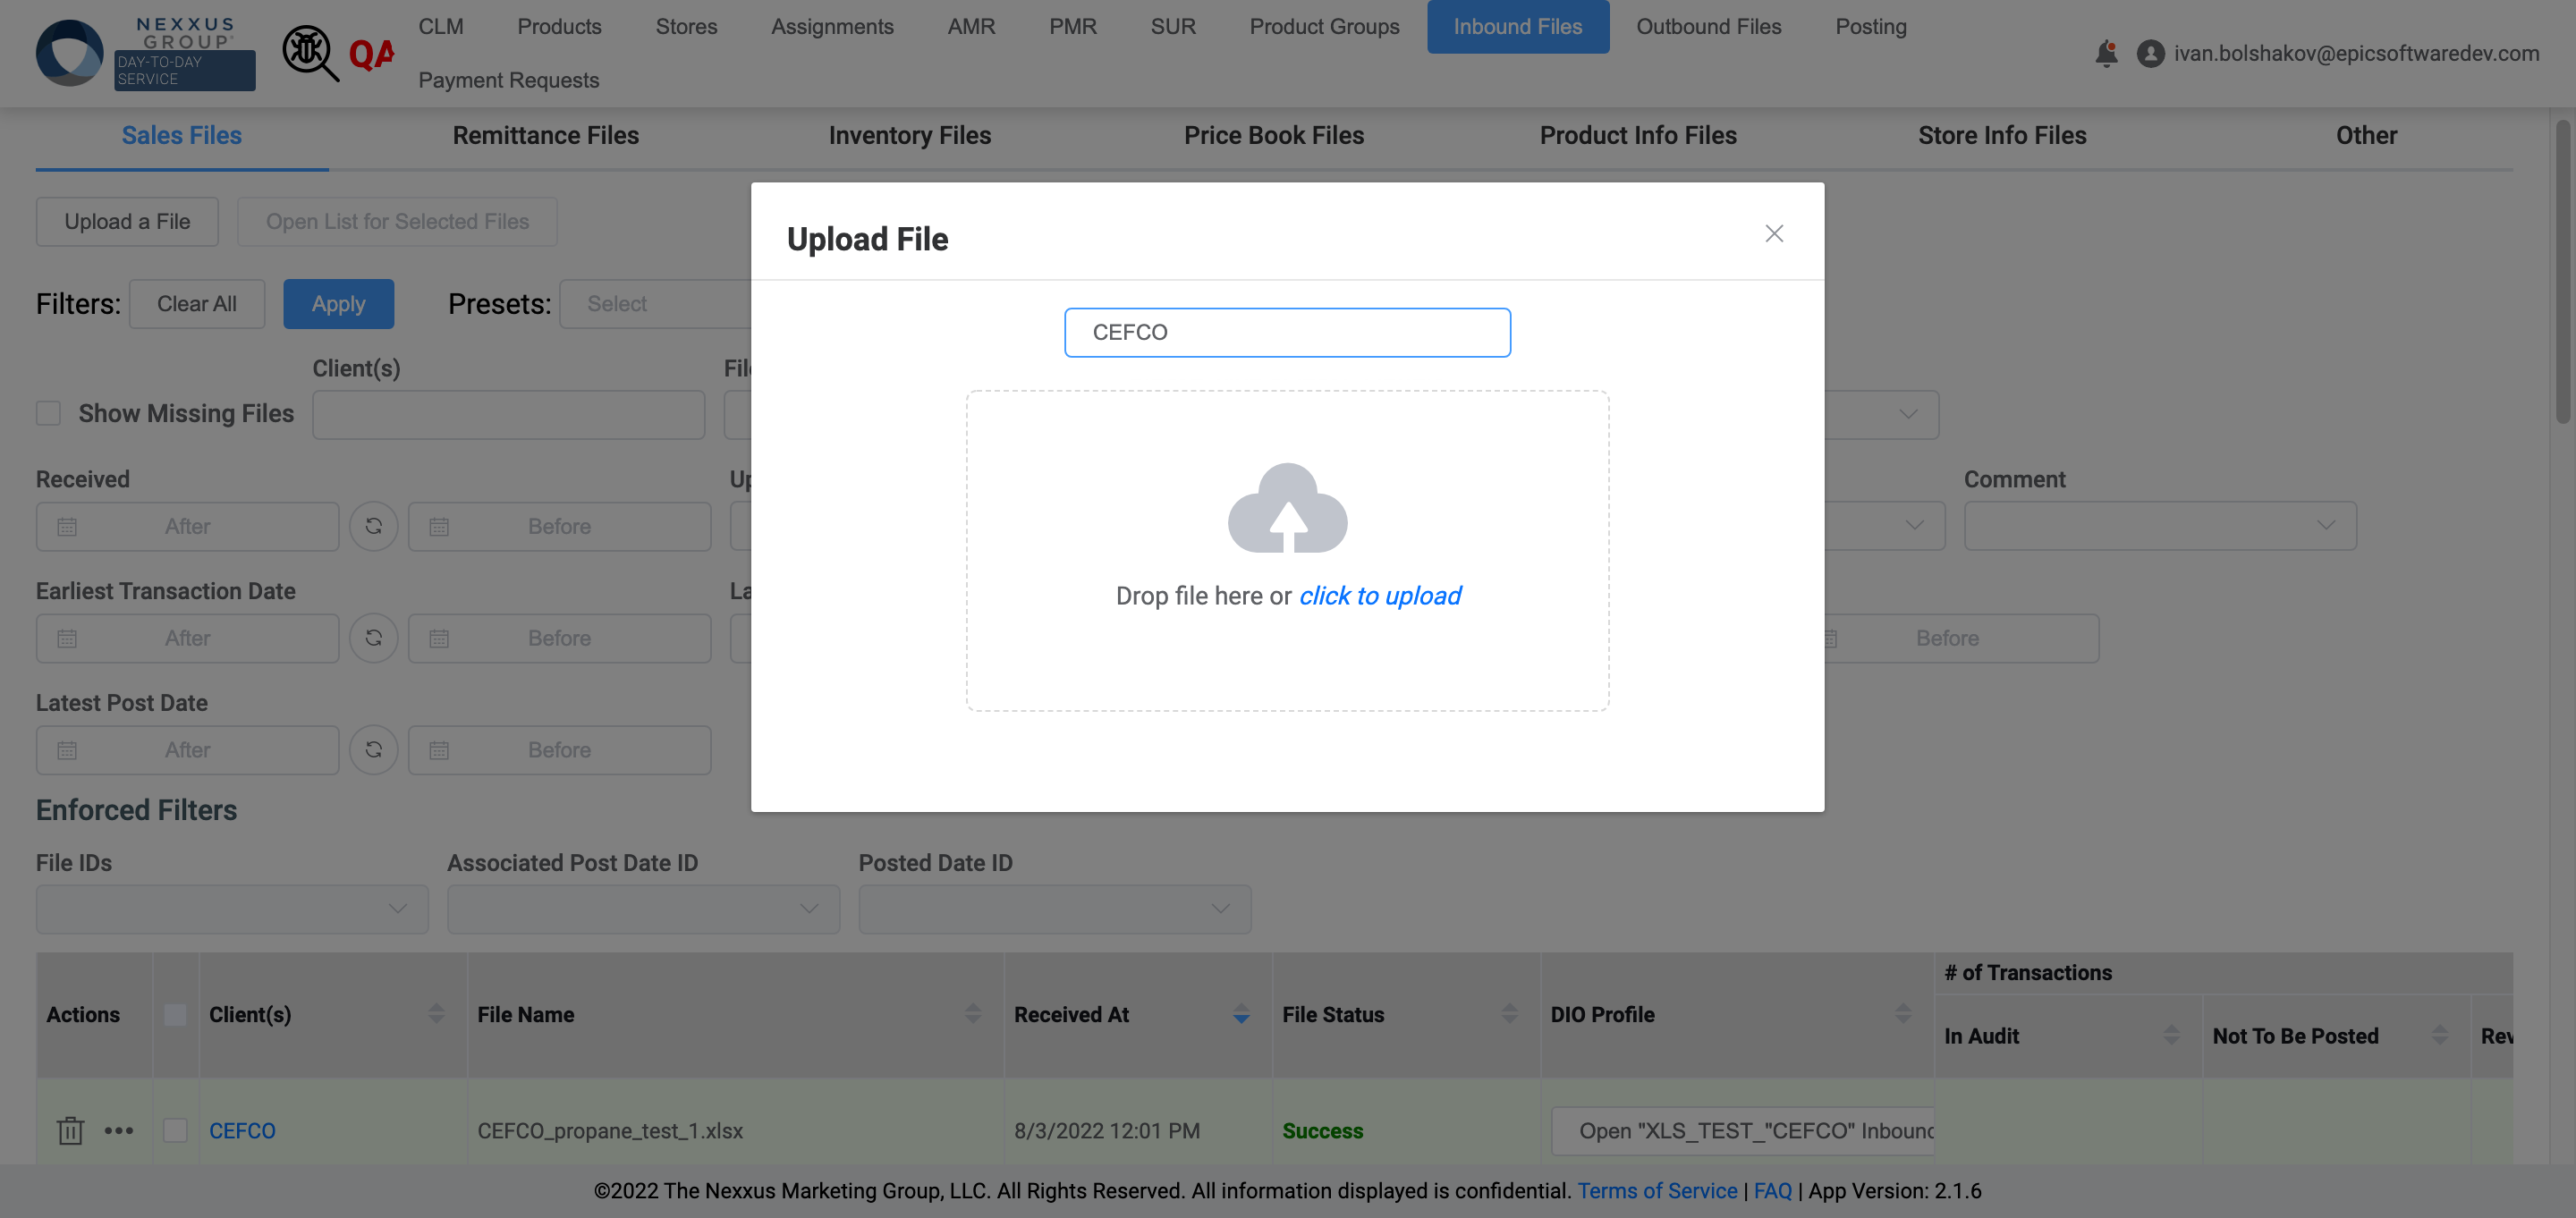 NEXXUS
GROUP
DAY-TO-DAY
SERVICE
QA
CLM Products Stores Assignments AMR PMR SUR Product Groups Inbound Files Outbound Files Posting
Payment Requests
ivan.bolshakov@epicsoftwaredev.com
Sales Files Remittance Files Inventory Files Price Book Files Product Info Files Store Info Files Other
Upload a File Open List for Selected Files
Upload File
Filters: Clear All Apply Presets: Select
CEFCO
Client(s)
Show Missing Files
Received Comment
After Before
Drop file here or click to upload
Earliest Transaction Date
After Before Before
Latest Post Date
After Before
Enforced Filters
File IDs Associated Post Date ID Posted Date ID
# of Transactions
Actions Client(s) File Name Received At File Status DIO Profile
In Audit Not To Be Posted
CEFCO CEFCO_propane_test_1.xlsx 8/3/2022 12:01 PM Success Open "XLS_TEST_"CEFCO" Inbound
©2022 The Nexxus Marketing Group, LLC. All Rights Reserved. All information displayed is confidential. Terms of Service | FAQ | App Version: 2.1.6